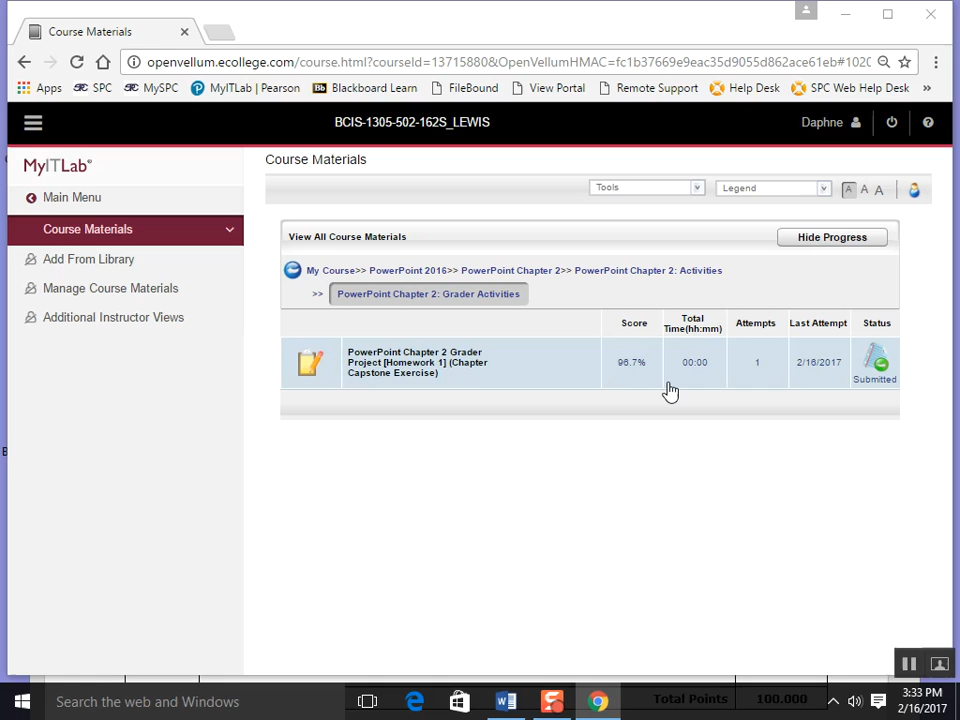 Course Materials
openvellum.ecollege.com/course.html?courseId=13715880&OpenVellumHMAC=fc1b37669e9eac35d9055d862ace61eb#1020
Apps SPC MySPC MyITLab | Pearson Blackboard Learn FileBound View Portal Remote Support Help Desk SPC Web Help Desk »
BCIS-1305-502-162S_LEWIS
Daphne
MyITLab®
Main Menu
Course Materials
Add From Library
Manage Course Materials
Additional Instructor Views
Course Materials
Tools
Legend
A A A
View All Course Materials
Hide Progress
My Course>> PowerPoint 2016>> PowerPoint Chapter 2>> PowerPoint Chapter 2: Activities
>> PowerPoint Chapter 2: Grader Activities
Score Total Time(hh:mm) Attempts Last Attempt Status
PowerPoint Chapter 2 Grader
Project [Homework 1] (Chapter
Capstone Exercise)
96.7% 00:00 1 2/16/2017
Submitted
Search the web and Windows
Total Points 100.000
3:33 PM
2/16/2017